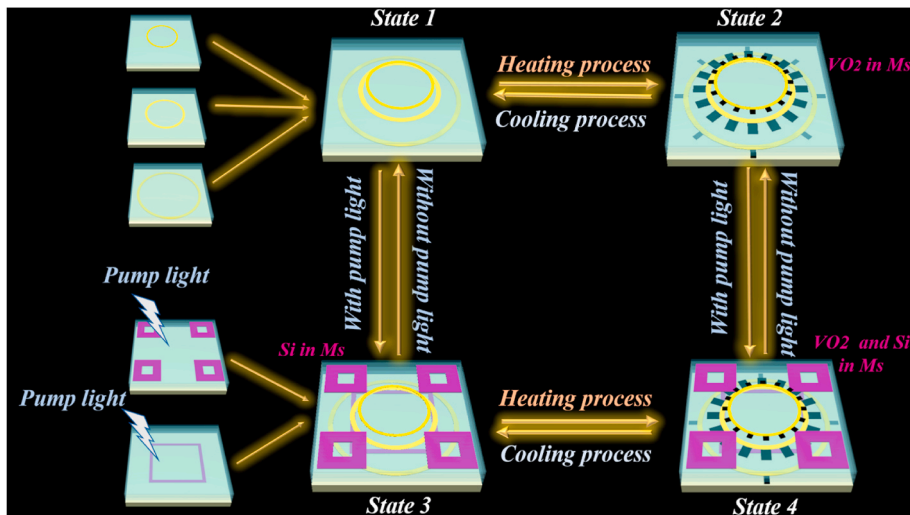 State 1
State 2
Heating process
VO2 in Ms
Cooling process
With pump light
Without pump light
With pump light
Without pump light
Pump light
Si in Ms
VO2 and Si
in Ms
Pump light
Heating process
Cooling process
State 3
State 4